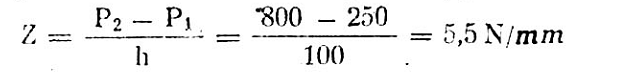 Z = (P₂ − P₁) / h = (800 − 250) / 100 = 5,5 N/mm